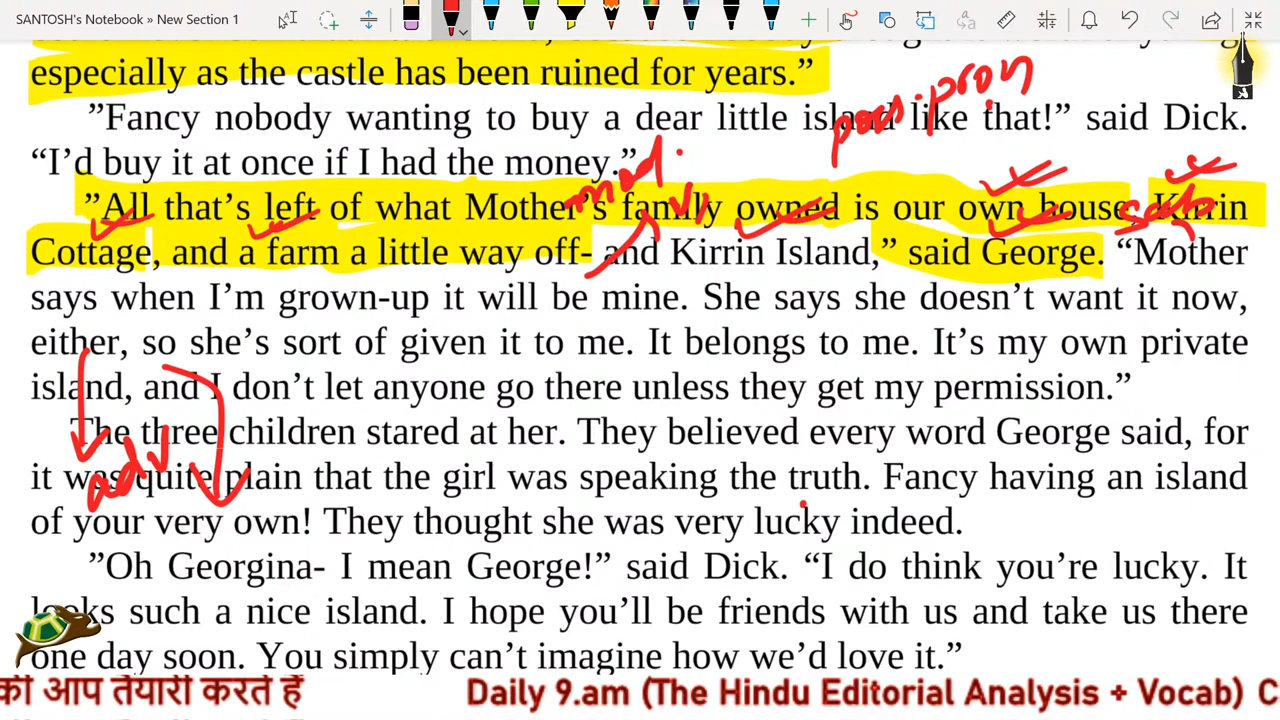 SANTOSH's Notebook » New Section 1
especially as the castle has been ruined for years.”
”Fancy nobody wanting to buy a dear little island like that!” said Dick.
poss. pron
“I’d buy it at once if I had the money.”
mod.
”All that’s left of what Mother’s family owned is our own house, Kirrin
V1
sub
Cottage, and a farm a little way off- and Kirrin Island,” said George. “Mother
says when I’m grown-up it will be mine. She says she doesn’t want it now,
either, so she’s sort of given it to me. It belongs to me. It’s my own private
island, and I don’t let anyone go there unless they get my permission.”
The three children stared at her. They believed every word George said, for
it was quite plain that the girl was speaking the truth. Fancy having an island
adv
of your very own! They thought she was very lucky indeed.
”Oh Georgina- I mean George!” said Dick. “I do think you’re lucky. It
looks such a nice island. I hope you’ll be friends with us and take us there
one day soon. You simply can’t imagine how we’d love it.”
की आप तैयारी करते हैं Daily 9.am (The Hindu Editorial Analysis + Vocab) C